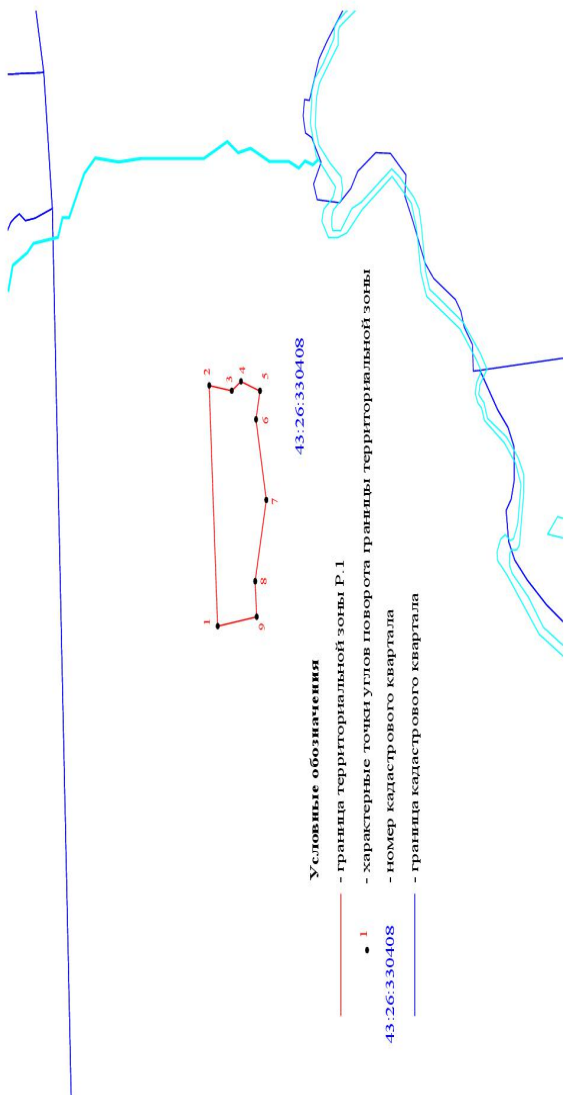 1
2
3
4
5
6
7
8
9
43:26:330408
Условные обозначения
- граница территориальной зоны Р.1
1 - характерные точки углов поворота границы территориальной зоны
43:26:330408 - номер кадастрового квартала
- граница кадастрового квартала